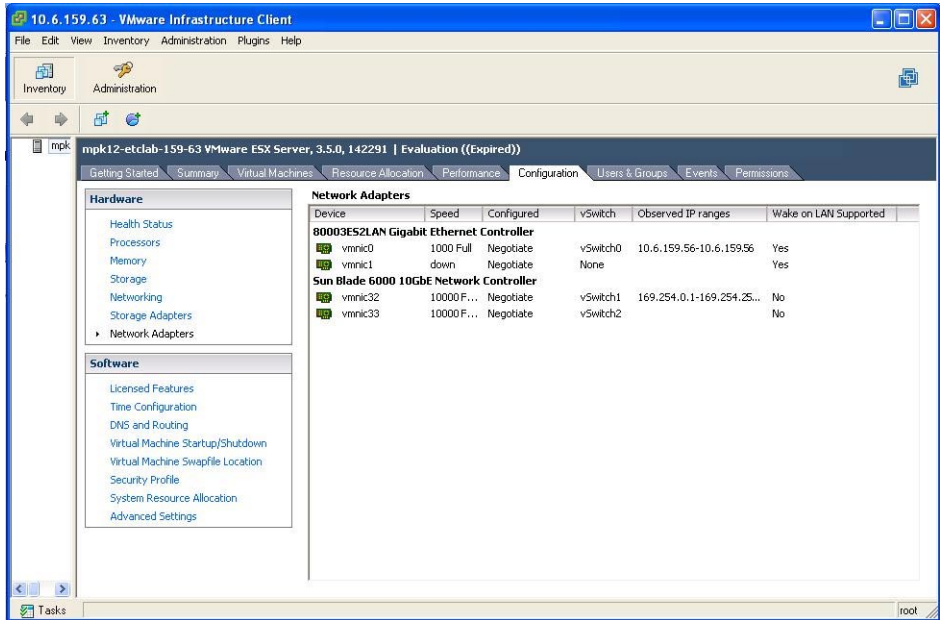 10.6.159.63 - VMware Infrastructure Client
File Edit View Inventory Administration Plugins Help
Inventory Administration
mpk
mpk12-etclab-159-63 VMware ESX Server, 3.5.0, 142291 | Evaluation ((Expired))
Getting Started Summary Virtual Machines Resource Allocation Performance Configuration Users & Groups Events Permissions
Hardware
Health Status
Processors
Memory
Storage
Networking
Storage Adapters
Network Adapters
Software
Licensed Features
Time Configuration
DNS and Routing
Virtual Machine Startup/Shutdown
Virtual Machine Swapfile Location
Security Profile
System Resource Allocation
Advanced Settings
Network Adapters
Device Speed Configured vSwitch Observed IP ranges Wake on LAN Supported
80003ES2LAN Gigabit Ethernet Controller
vmnic0 1000 Full Negotiate vSwitch0 10.6.159.56-10.6.159.56 Yes
vmnic1 down Negotiate None Yes
Sun Blade 6000 10GbE Network Controller
vmnic32 10000 F... Negotiate vSwitch1 169.254.0.1-169.254.25... No
vmnic33 10000 F... Negotiate vSwitch2 No
Tasks
root